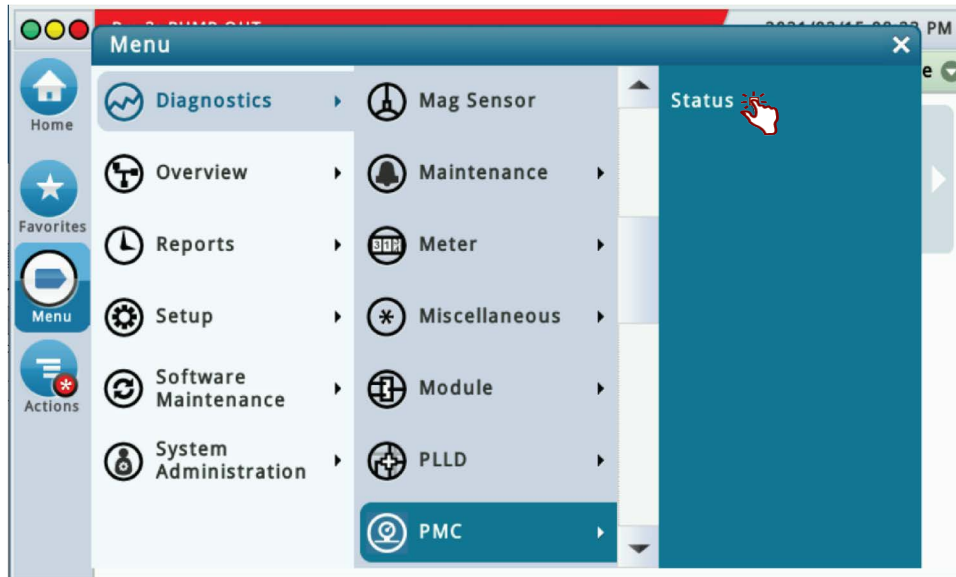 PM
Menu
e
Home
Favorites
Menu
Actions
Diagnostics
Overview
Reports
Setup
Software
Maintenance
System
Administration
Mag Sensor
Maintenance
Meter
Miscellaneous
Module
PLLD
PMC
Status